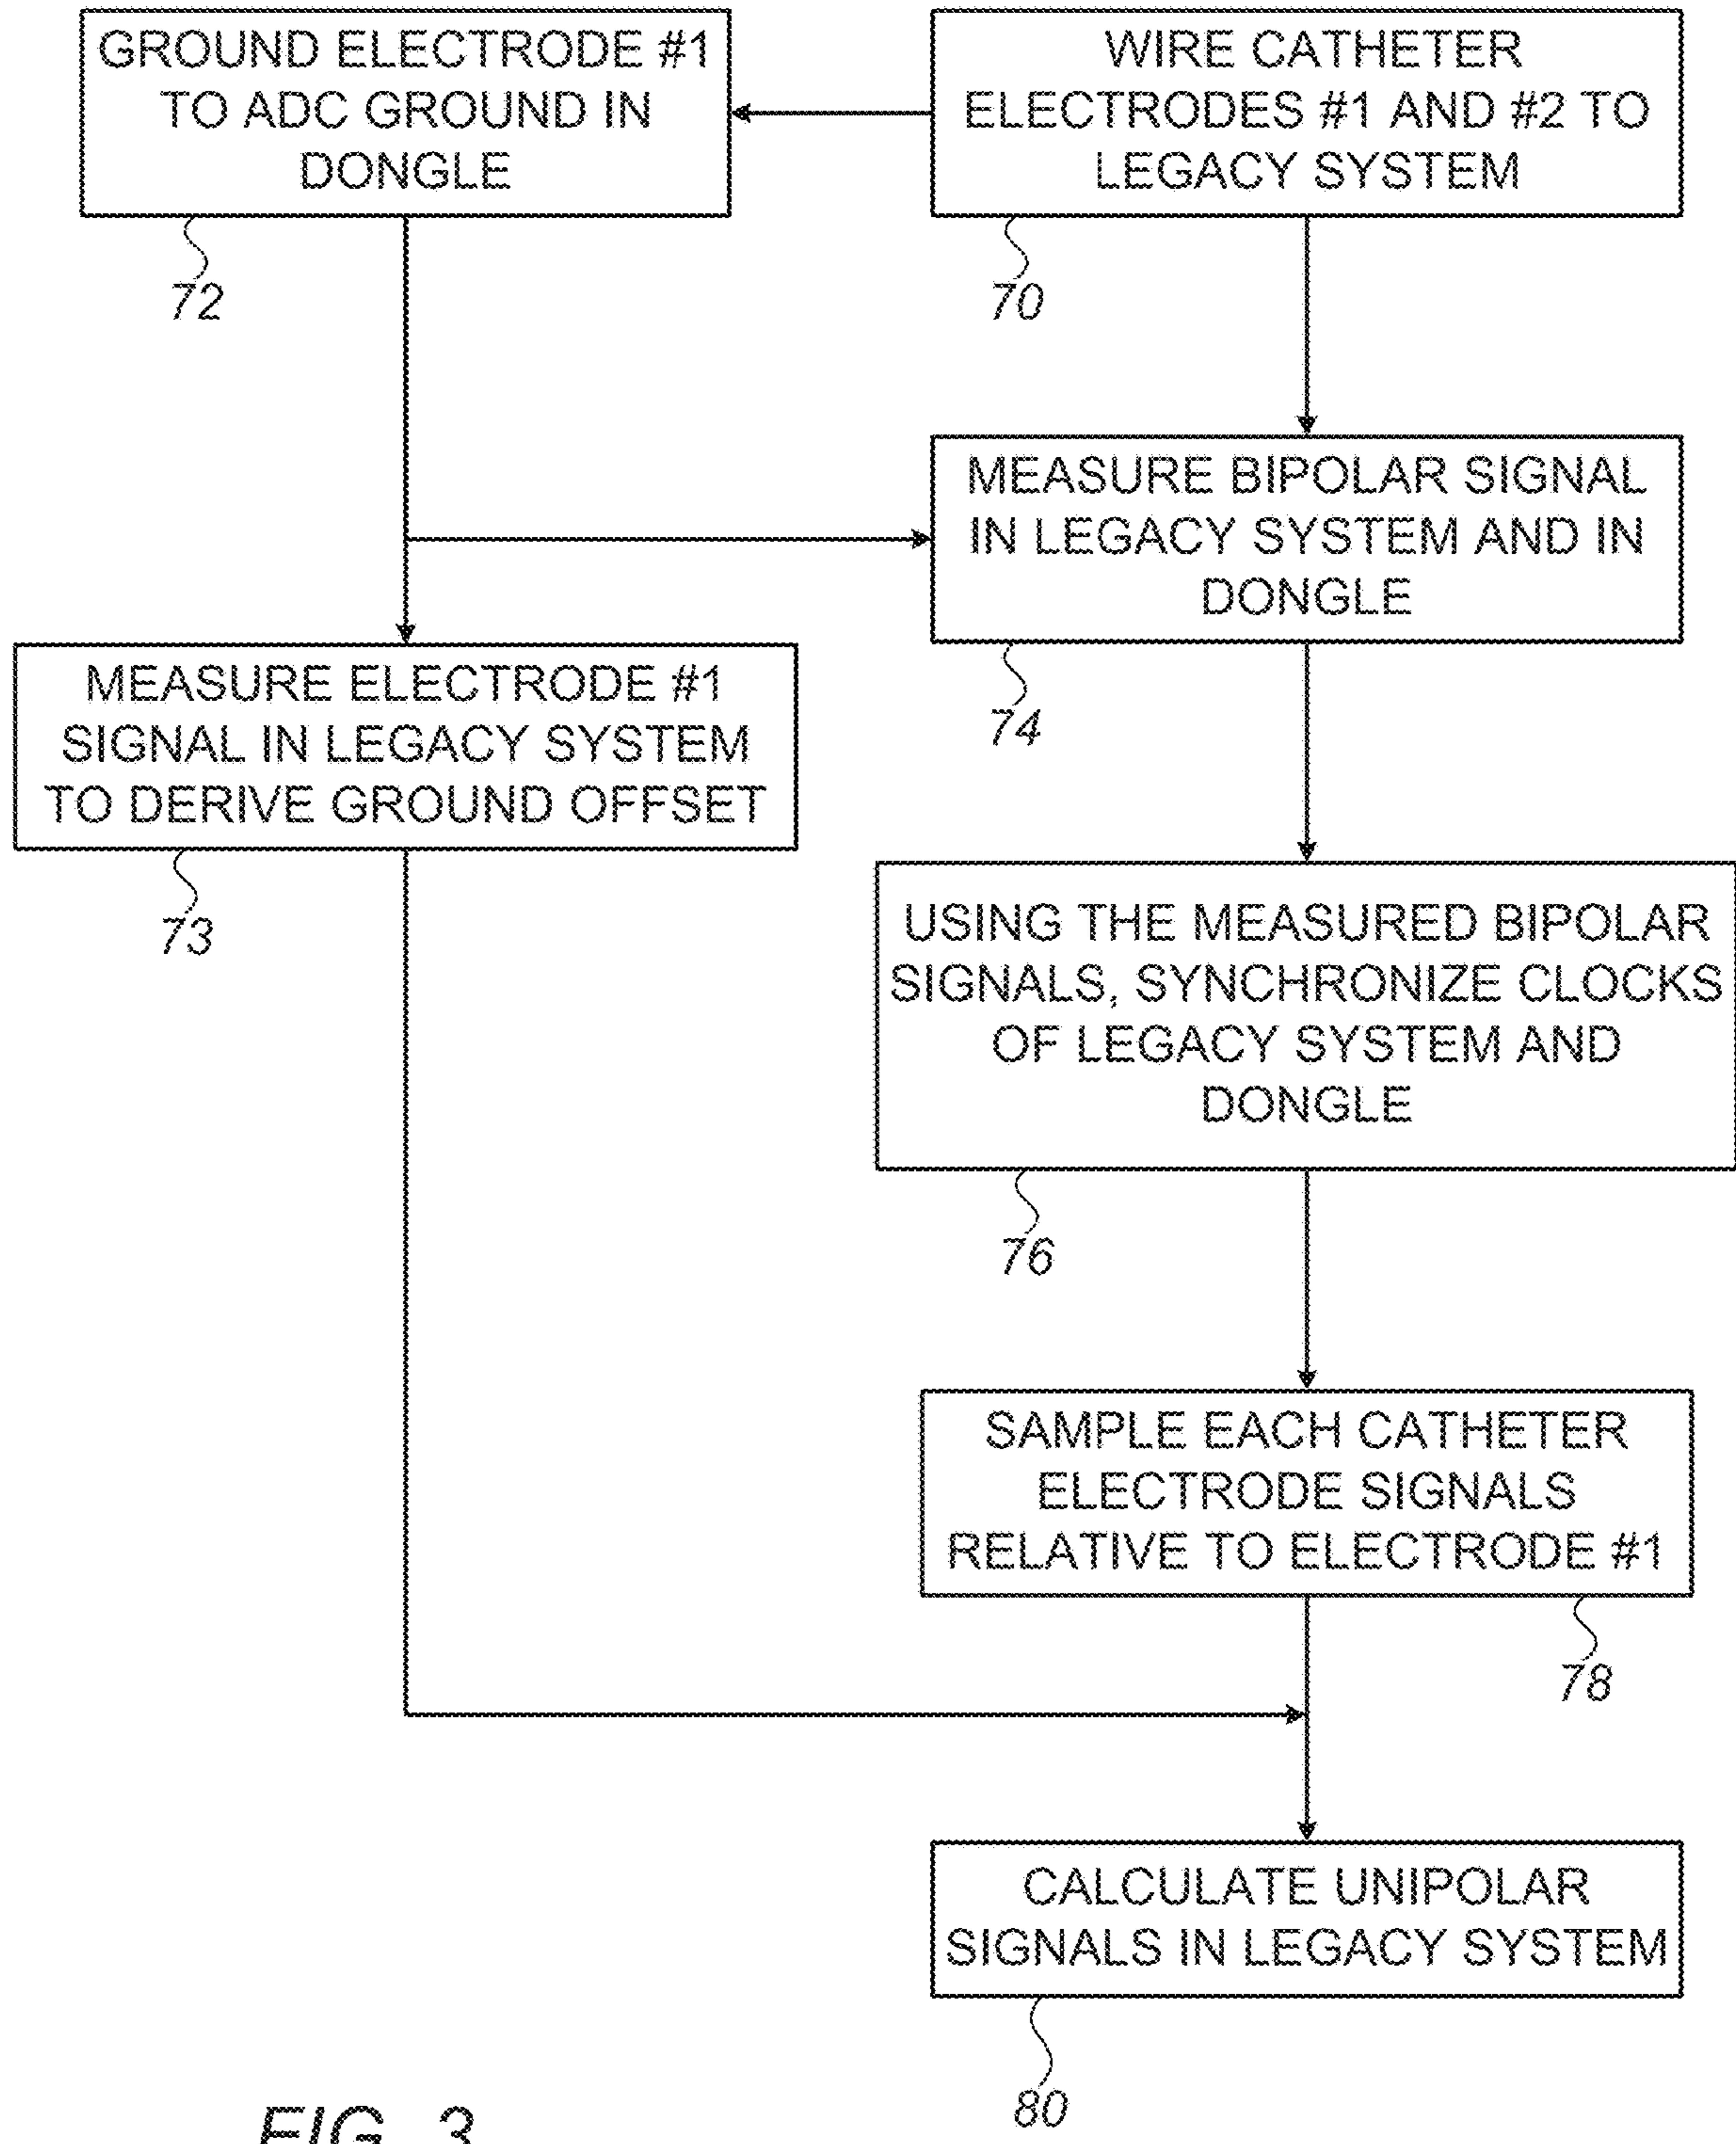 GROUND ELECTRODE #1
TO ADC GROUND IN
DONGLE
72
WIRE CATHETER
ELECTRODES #1 AND #2 TO
LEGACY SYSTEM
70
MEASURE BIPOLAR SIGNAL
IN LEGACY SYSTEM AND IN
DONGLE
74
MEASURE ELECTRODE #1
SIGNAL IN LEGACY SYSTEM
TO DERIVE GROUND OFFSET
73
USING THE MEASURED BIPOLAR
SIGNALS, SYNCHRONIZE CLOCKS
OF LEGACY SYSTEM AND
DONGLE
76
SAMPLE EACH CATHETER
ELECTRODE SIGNALS
RELATIVE TO ELECTRODE #1
78
CALCULATE UNIPOLAR
SIGNALS IN LEGACY SYSTEM
80
FIG. 3